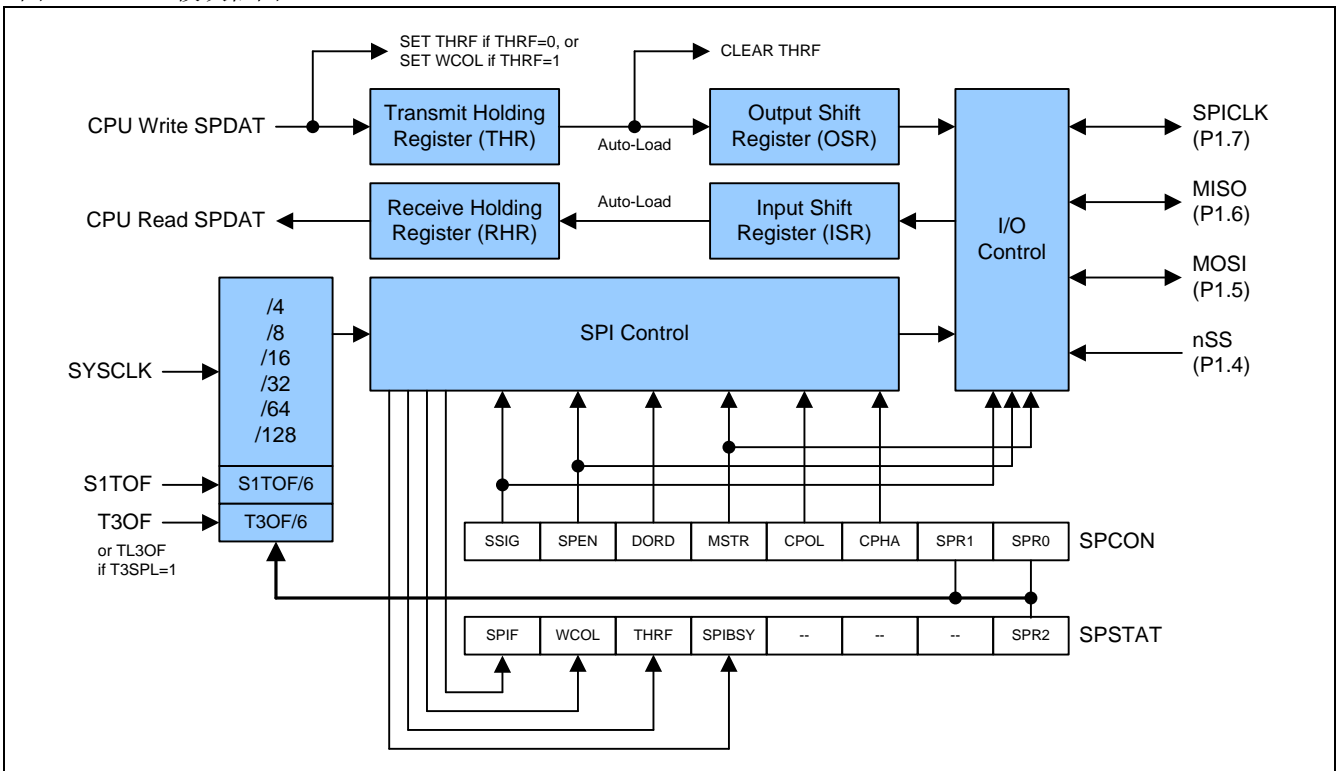 SET THRF if THRF=0, or
SET WCOL if THRF=1
CLEAR THRF
CPU Write SPDAT
Transmit Holding
Register (THR)
Auto-Load
Output Shift
Register (OSR)
SPICLK
(P1.7)
CPU Read SPDAT
Receive Holding
Register (RHR)
Auto-Load
Input Shift
Register (ISR)
I/O
Control
MISO
(P1.6)
MOSI
(P1.5)
nSS
(P1.4)
SYSCLK
/4
/8
/16
/32
/64
/128
SPI Control
S1TOF
S1TOF/6
T3OF
T3OF/6
or TL3OF
if T3SPL=1
SSIG SPEN DORD MSTR CPOL CPHA SPR1 SPR0 SPCON
SPIF WCOL THRF SPIBSY -- -- -- SPR2 SPSTAT